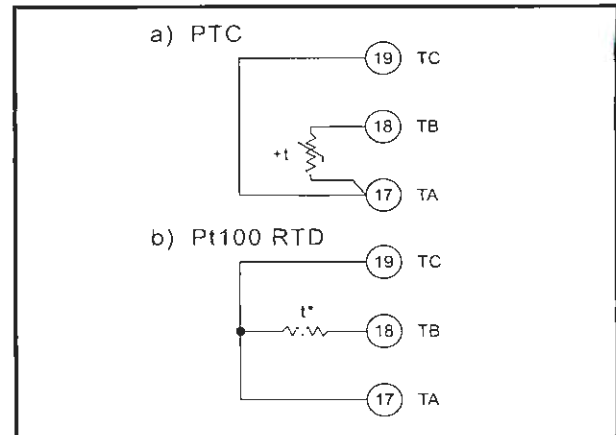 a) PTC
19 TC
18 TB
+t
17 TA
b) Pt100 RTD
19 TC
t°
18 TB
17 TA